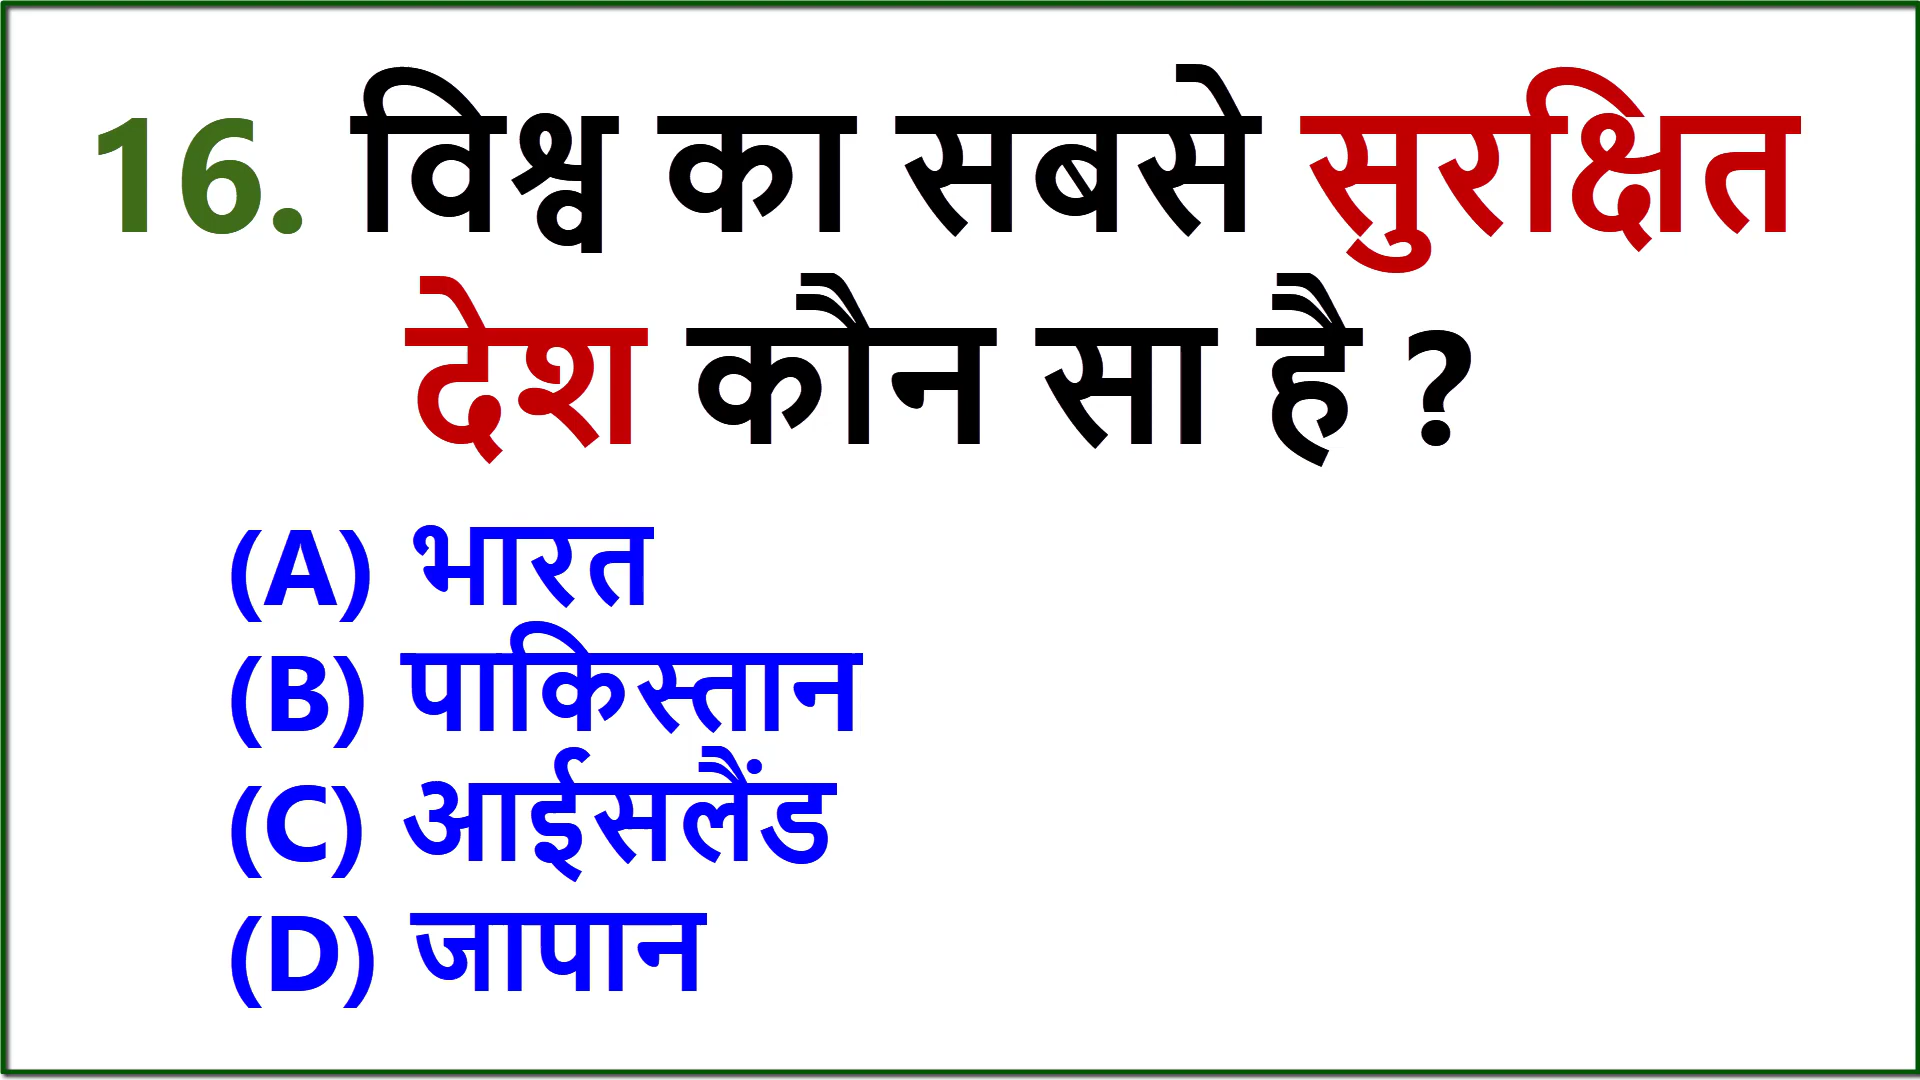 16. विश्व का सबसे सुरक्षित
देश कौन सा है ?
(A) भारत
(B) पाकिस्तान
(C) आईसलैंड
(D) जापान